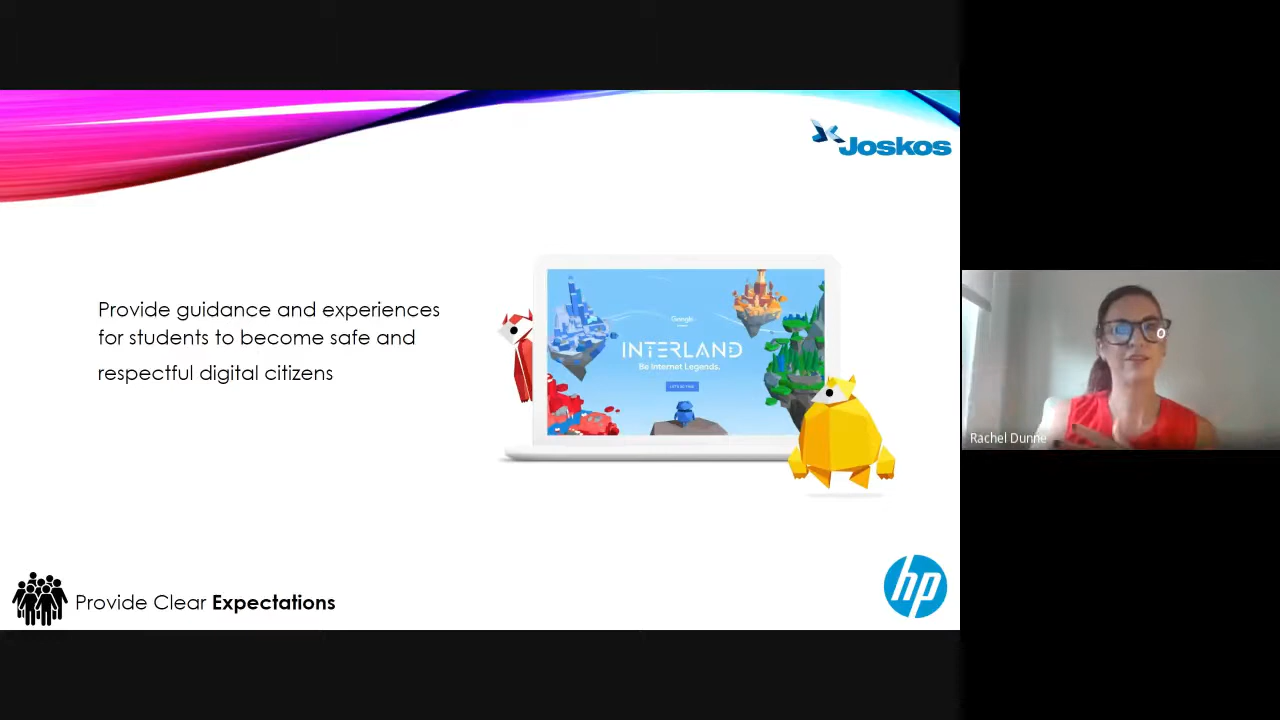 Joskos
Provide guidance and experiences
for students to become safe and
respectful digital citizens
Google
INTERLAND
Be Internet Legends.
Rachel Dunne
hp
Provide Clear Expectations